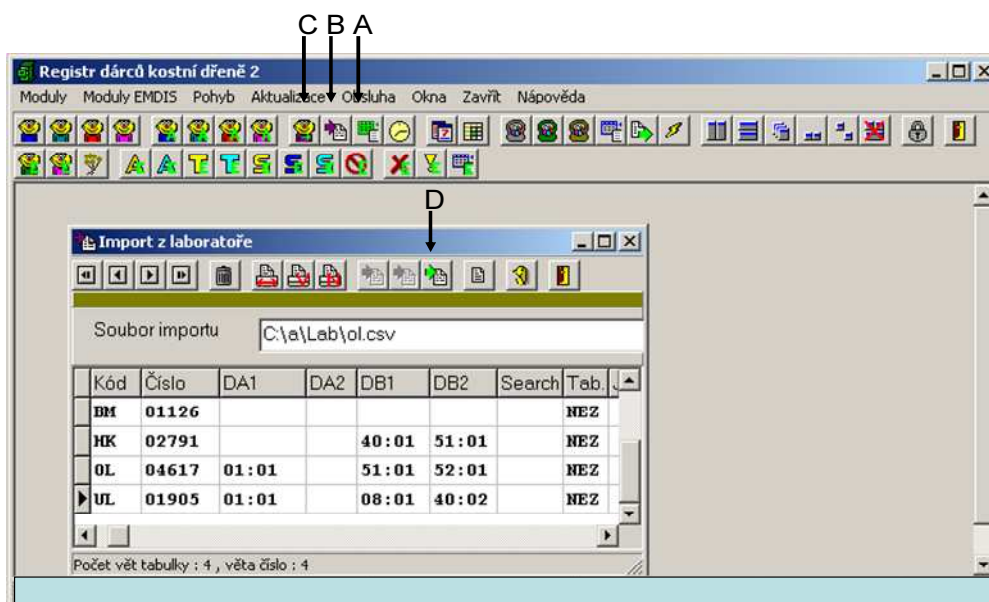 C B A
Registr dárců kostní dřeně 2
Moduly Moduly EMDIS Pohyb Aktualizace Obsluha Okna Zavřít Nápověda
D
Import z laboratoře
Soubor importu C:\a\Lab\ol.csv
Kód Číslo DA1 DA2 DB1 DB2 Search Tab.
BM 01126 NEZ
HK 02791 40:01 51:01 NEZ
OL 04617 01:01 51:01 52:01 NEZ
UL 01905 01:01 08:01 40:02 NEZ
Počet vět tabulky : 4 , věta číslo : 4